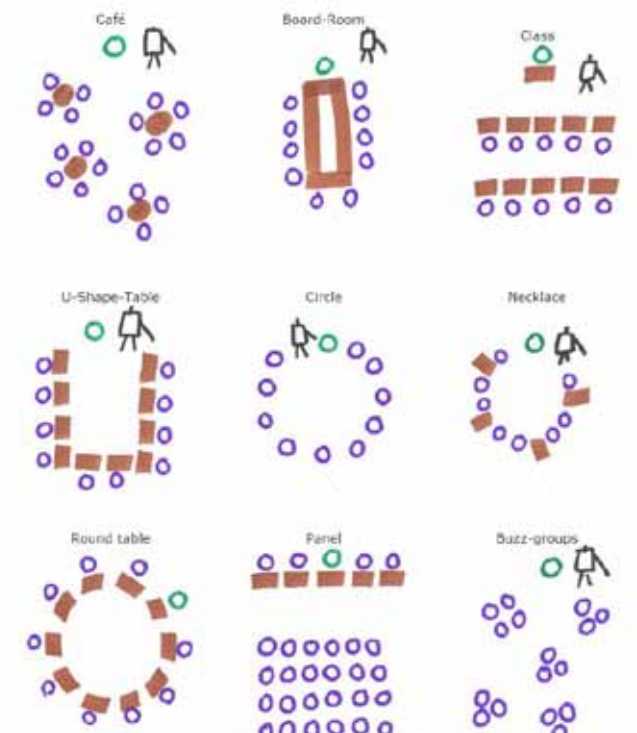 Café
Board-Room
Class
U-Shape-Table
Circle
Necklace
Round table
Panel
Buzz-groups